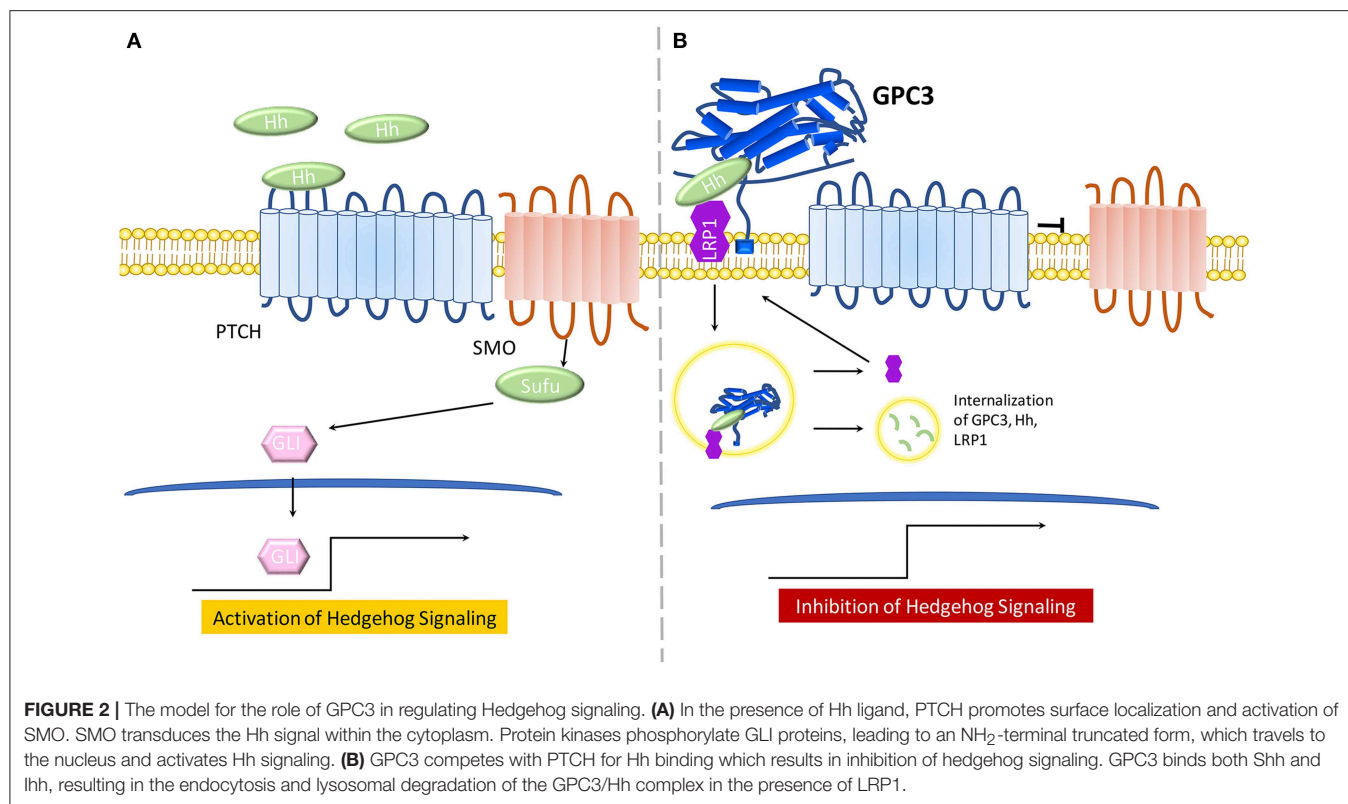 A
B
GPC3
Hh
Hh
Hh
Hh
LRP1
PTCH
SMO
Sufu
GLI
Internalization
of GPC3, Hh,
LRP1
GLI
Activation of Hedgehog Signaling
Inhibition of Hedgehog Signaling
FIGURE 2 | The model for the role of GPC3 in regulating Hedgehog signaling. (A) In the presence of Hh ligand, PTCH promotes surface localization and activation of
SMO. SMO transduces the Hh signal within the cytoplasm. Protein kinases phosphorylate GLI proteins, leading to an NH₂-terminal truncated form, which travels to
the nucleus and activates Hh signaling. (B) GPC3 competes with PTCH for Hh binding which results in inhibition of hedgehog signaling. GPC3 binds both Shh and
Ihh, resulting in the endocytosis and lysosomal degradation of the GPC3/Hh complex in the presence of LRP1.